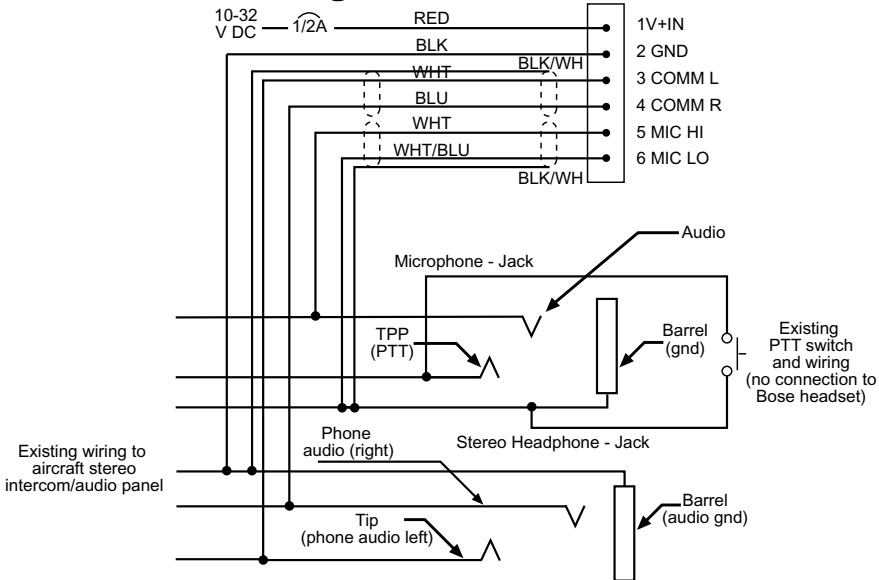 10-32
V DC
1/2A
RED
1V+IN
BLK
2 GND
BLK/WH
WHT
3 COMM L
BLU
4 COMM R
WHT
5 MIC HI
WHT/BLU
6 MIC LO
BLK/WH
Audio
Microphone - Jack
TPP
(PTT)
Barrel
(gnd)
Existing
PTT switch
and wiring
(no connection to
Bose headset)
Phone
audio (right)
Stereo Headphone - Jack
Existing wiring to
aircraft stereo
intercom/audio panel
Tip
(phone audio left)
Barrel
(audio gnd)